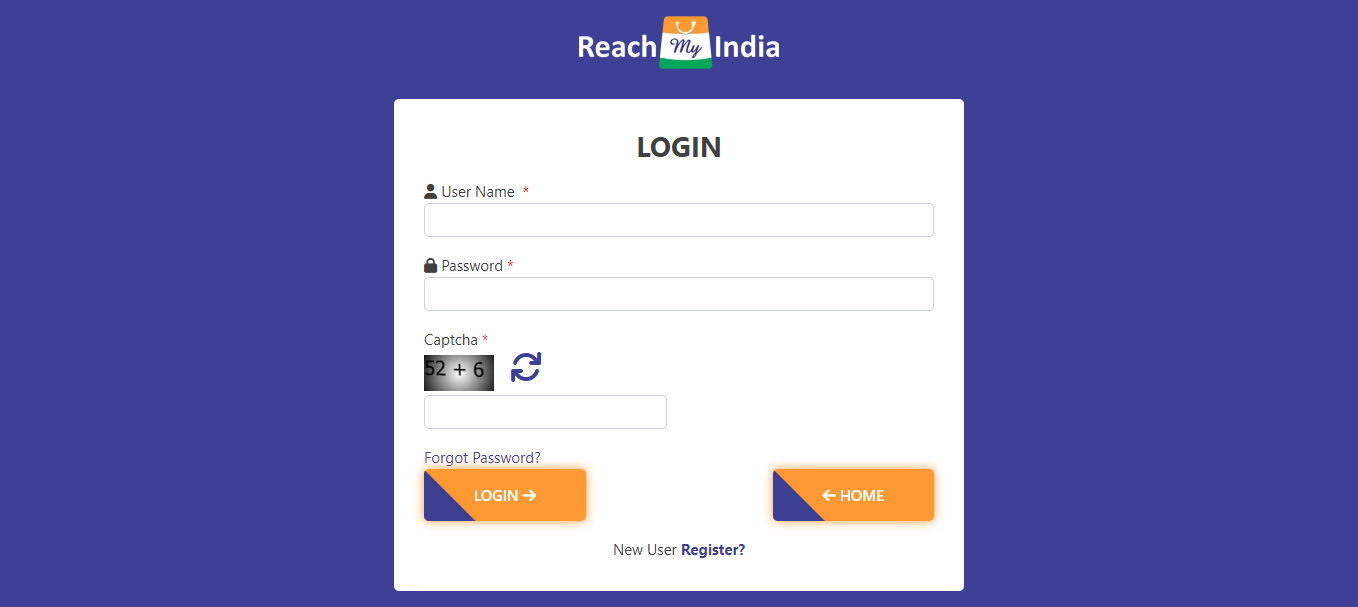 Reach My India
LOGIN
User Name *
Password *
Captcha *
52 + 6
Forgot Password?
LOGIN
HOME
New User Register?